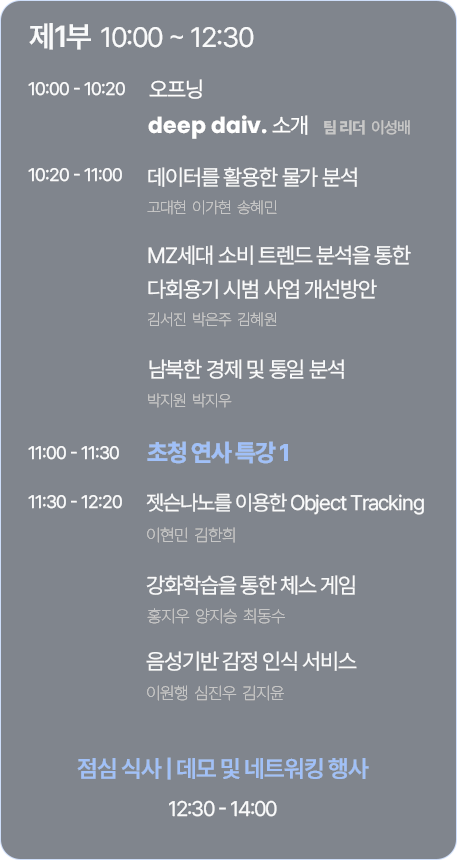 제1부 10:00 ~ 12:30
10:00 - 10:20 오프닝
deep daiv. 소개 팀 리더 이성배
10:20 - 11:00 데이터를 활용한 물가 분석
고대현 이가현 송혜민
MZ세대 소비 트렌드 분석을 통한
다회용기 시범 사업 개선방안
김서진 박은주 김혜원
남북한 경제 및 통일 분석
박지원 박지우
11:00 - 11:30 초청 연사 특강 1
11:30 - 12:20 젯슨나노를 이용한 Object Tracking
이현민 김한희
강화학습을 통한 체스 게임
홍지우 양지승 최동수
음성기반 감정 인식 서비스
이원행 심진우 김지윤
점심 식사 | 데모 및 네트워킹 행사
12:30 - 14:00